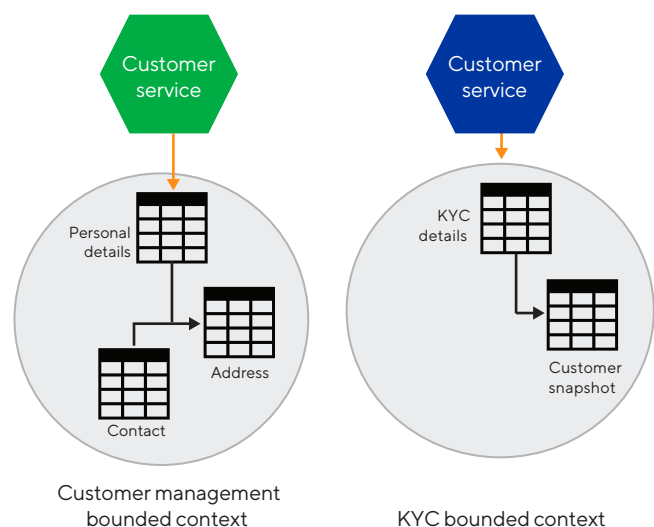 Customer
service
Customer
service
Personal
details
Address
Contact
KYC
details
Customer
snapshot
Customer management
bounded context
KYC bounded context